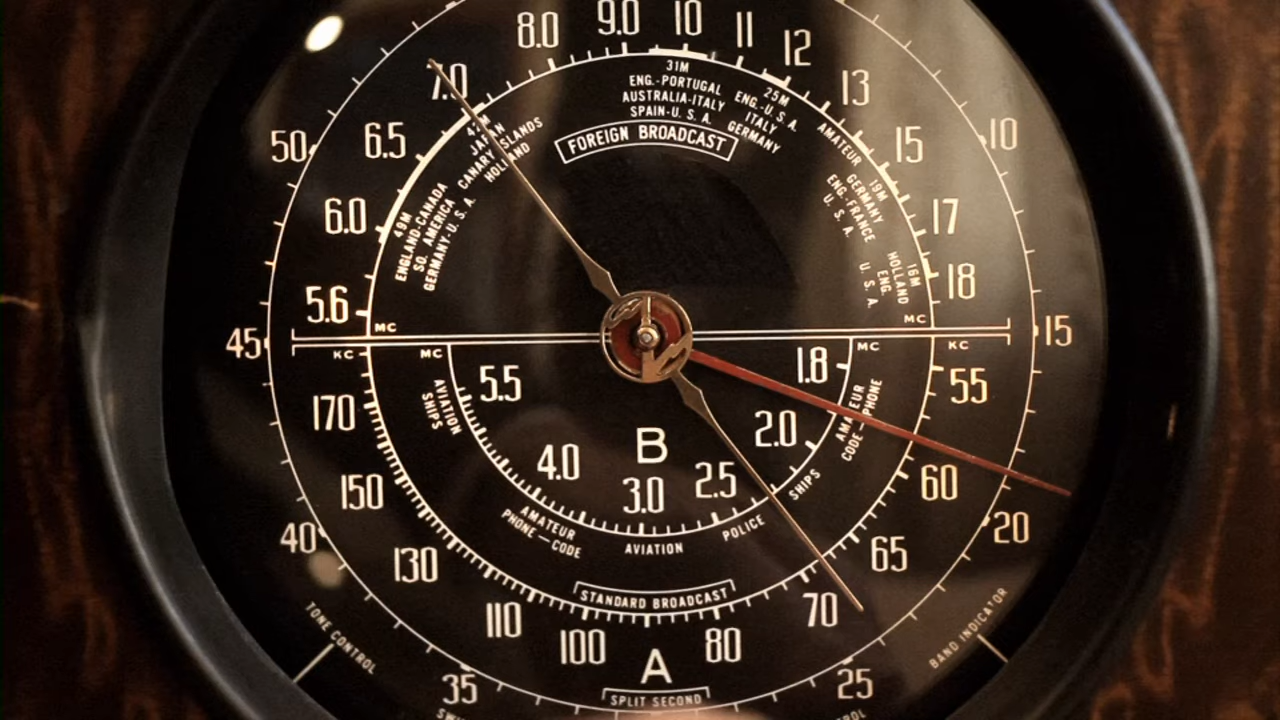 8.0 9.0 10 11 12
7.0 13
6.5 15
6.0 17
5.6 18
50 10
45 15
31M
ENG.-PORTUGAL
AUSTRALIA-ITALY
SPAIN-U.S.A.
25M
ENG.-U.S.A.
ITALY
GERMANY
FOREIGN BROADCAST
JAPAN
CANARY ISLANDS
HOLLAND
49M
ENGLAND-CANADA
SO. AMERICA
GERMANY-U.S.A.
AMATEUR
19M
GERMANY
ENG.-FRANCE
U.S.A.
16M
HOLLAND
ENG.
U.S.A.
MC MC
KC MC MC KC
5.5 1.8
170 55
AVIATION
SHIPS
AMATEUR
CODE-PHONE
4.0 B 2.0
3.0 2.5
150 60
SHIPS
AMATEUR
PHONE-CODE
AVIATION
POLICE
40 20
130 65
STANDARD BROADCAST
110 70
100 80
A
35 25
SPLIT SECOND
TONE CONTROL
BAND INDICATOR